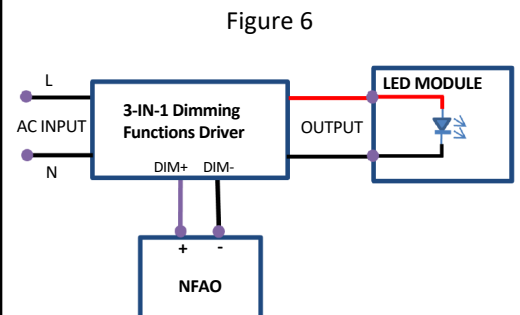 Figure 6
L
AC INPUT
N
3-IN-1 Dimming
Functions Driver
DIM+ DIM-
OUTPUT
LED MODULE
+ -
NFAO